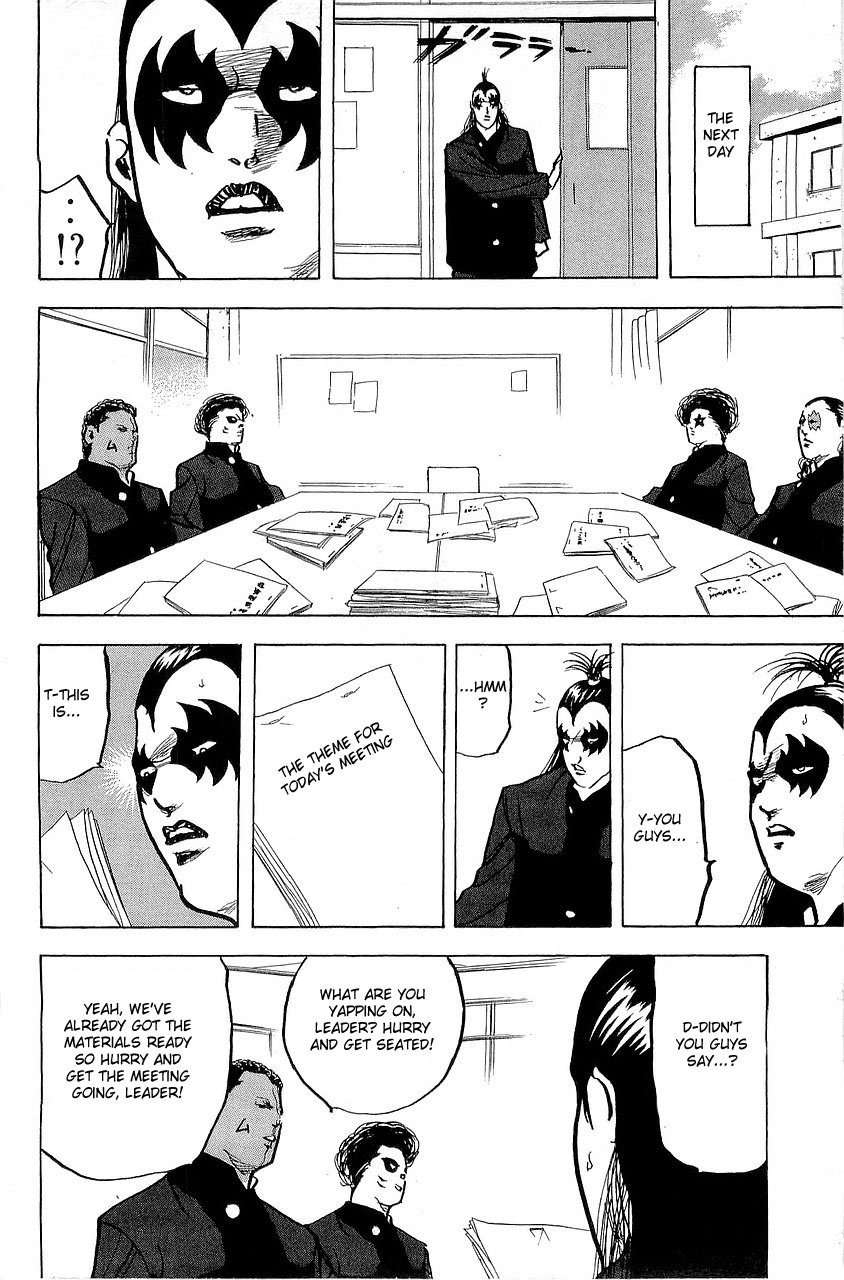 THE
NEXT
DAY
ガララ
...
!?
Y-YOU
GUYS...
...HMM
?
THE THEME FOR
TODAY'S MEETING
T-THIS
IS...
D-DIDN'T
YOU GUYS
SAY...?
WHAT ARE YOU
YAPPING ON,
LEADER? HURRY
AND GET SEATED!
YEAH, WE'VE
ALREADY GOT THE
MATERIALS READY
SO HURRY AND
GET THE MEETING
GOING, LEADER!